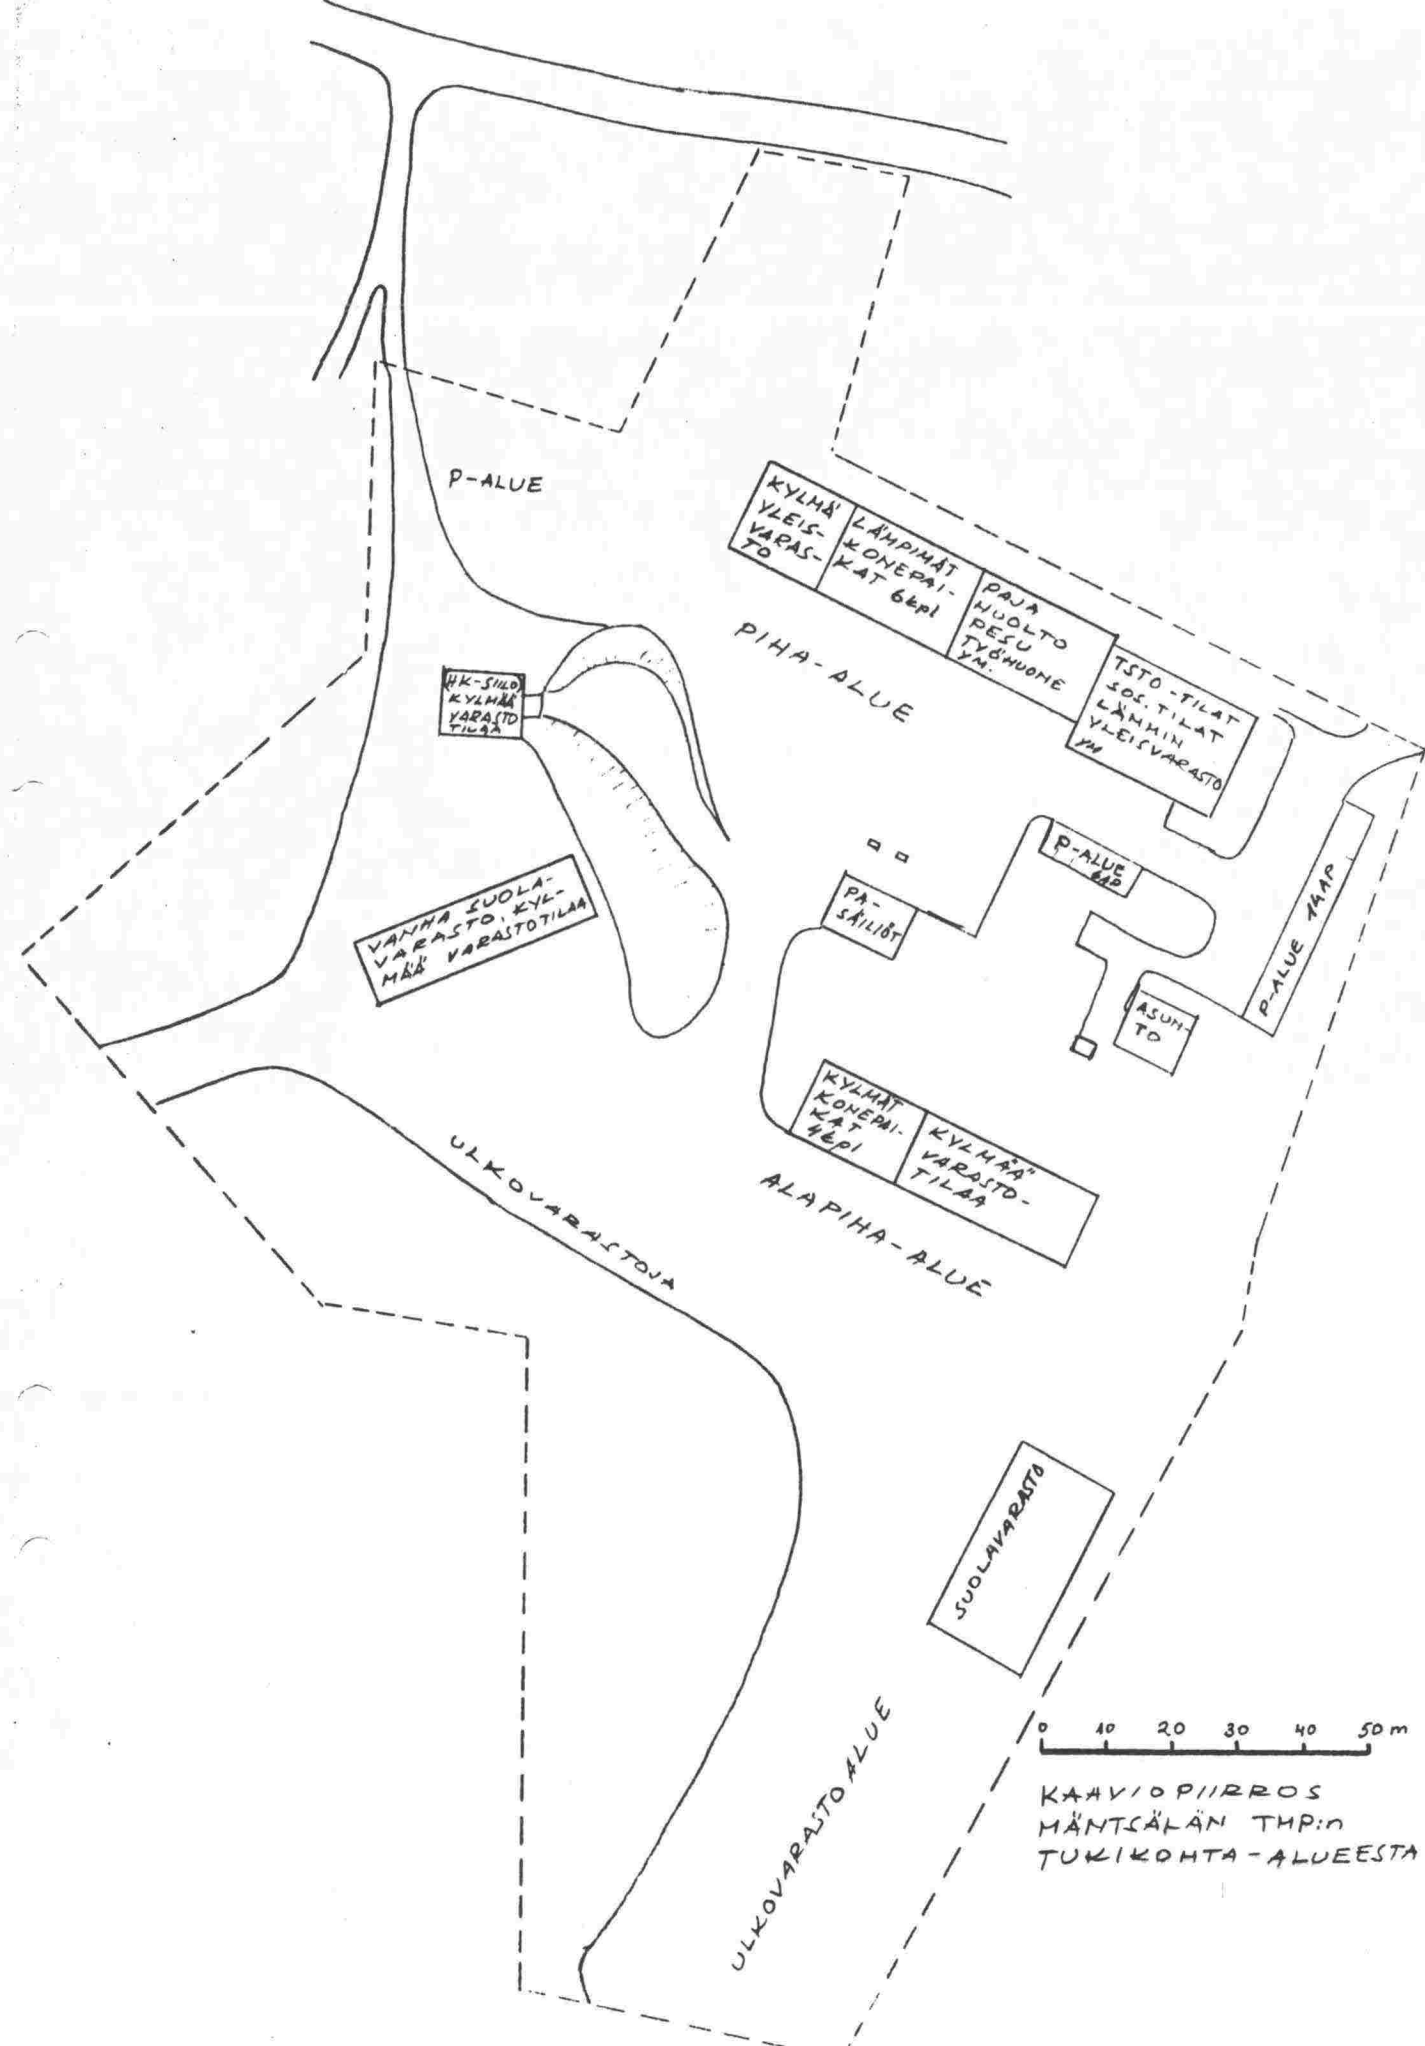 P-ALUE
KYLMÄ
YLEIS-
VARAS-
TO
LÄMPIMÄT
KONEPAI-
KAT 6kpl
PAJA
HUOLTO
PESU
TYÖHUONE
YM.
TSTO-TILAT
SOS. TILAT
LÄMMIN
YLEISVARASTO
YM
PIHA-ALUE
(HK-SIILO)
KYLMÄÄ
VARASTO
TILAA
P-ALUE
6AP
PA-
SÄILIÖT
P-ALUE 14AP
VANHA SUOLA-
VARASTO, KYL-
MÄÄ VARASTOTILAA
ASUN-
TO
KYLMÄT
KONEPAI-
KAT
4kpl
KYLMÄÄ
VARASTO-
TILAA
ULKOVARASTOJA
ALAPIHA-ALUE
SUOLAVARASTO
ULKOVARASTO ALUE
0 10 20 30 40 50 m
KAAVIOPIIRROS
MÄNTSÄLÄN TMP:n
TUKIKOHTA-ALUEESTA